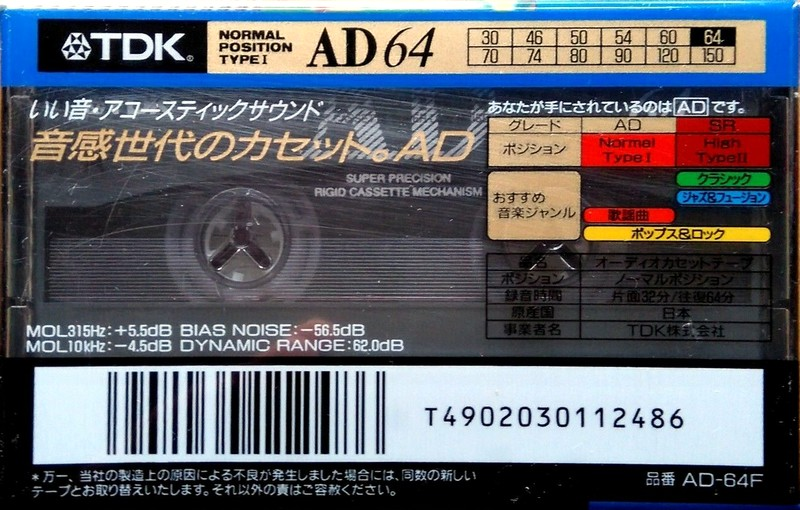 TDK®
NORMAL
POSITION
TYPE I
AD 64
30 46 50 54 60 64
70 74 80 90 120 150
いい音・アコースティックサウンド
音感世代のカセット。AD
SUPER PRECISION
RIGID CASSETTE MECHANISM
あなたが手にされているのは AD です。
グレード AD SR
ポジション Normal TypeI High TypeII
おすすめ
音楽ジャンル
クラシック
ジャズ&フュージョン
歌謡曲
ポップス&ロック
品名 オーディオカセットテープ
ポジション ノーマルポジション
録音時間 片面32分/往復64分
原産国 日本
事業者名 TDK株式会社
MOL315Hz:+5.5dB BIAS NOISE:−56.5dB
MOL10kHz:−4.5dB DYNAMIC RANGE:62.0dB
T4902030112486
*万一、当社の製造上の原因による不良が発生しました場合には、同数の新しい
テープとお取り替えいたします。それ以外の責はご容赦ください。
品番 AD-64F